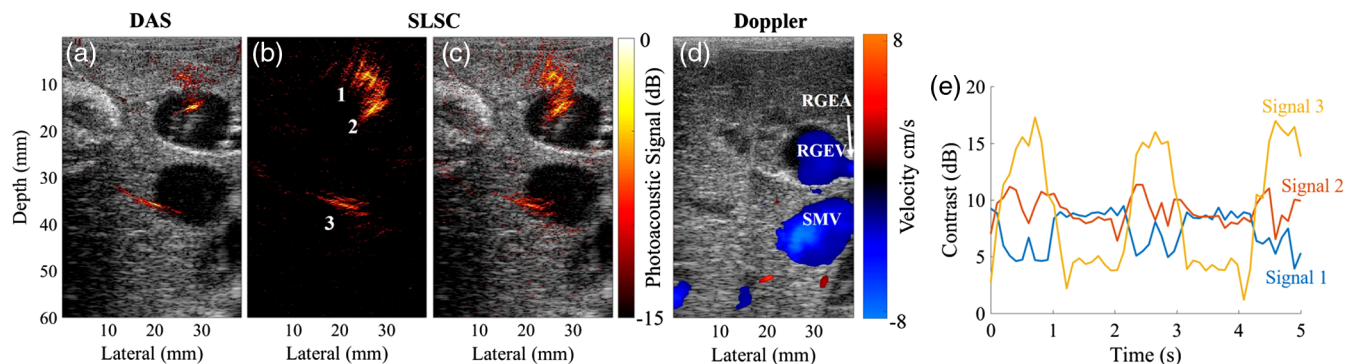 DAS
SLSC
Doppler
(a)
(b)
(c)
(d)
(e)
Depth (mm)
10
20
30
40
50
60
10 20 30
Lateral (mm)
1
2
3
10 20 30
Lateral (mm)
10 20 30
Lateral (mm)
0
Photoacoustic Signal (dB)
-15
RGEA
RGEV
SMV
10 20 30
Lateral (mm)
8
Velocity cm/s
-8
Contrast (dB)
20
15
10
5
0
Signal 3
Signal 2
Signal 1
0 1 2 3 4 5
Time (s)